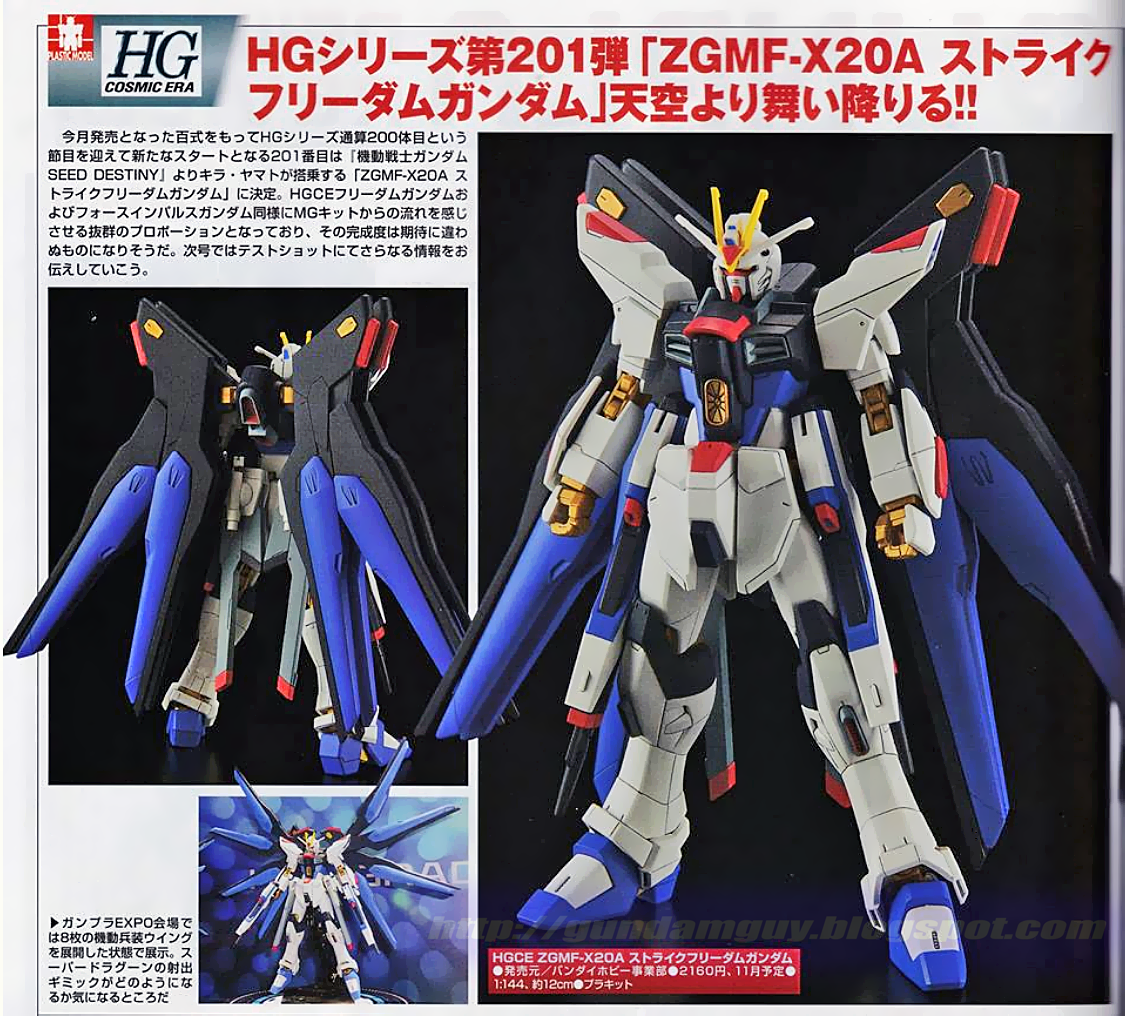 PLASTIC MODEL
HG
COSMIC ERA
HGシリーズ第201弾「ZGMF-X20A ストライク
フリーダムガンダム」天空より舞い降りる!!
今月発売となった百式をもってHGシリーズ通算200体目という
節目を迎えて新たなスタートとなる201番目は『機動戦士ガンダム
SEED DESTINY』よりキラ・ヤマトが搭乗する「ZGMF-X20A ス
トライクフリーダムガンダム」に決定。HGCEフリーダムガンダムお
よびフォースインパルスガンダム同様にMGキットからの流れを感じ
させる抜群のプロポーションとなっており、その完成度は期待に違わ
ぬものになりそうだ。次号ではテストショットにてさらなる情報をお
伝えしていこう。
▶ガンプラEXPO会場で
は8枚の機動兵装ウイング
を展開した状態で展示。ス
ーパードラグーンの射出
ギミックがどのようにな
るか気になるところだ
http://gundamguy.blogspot.com
HGCE ZGMF-X20A ストライクフリーダムガンダム
●発売元／バンダイホビー事業部●2160円、11月予定●
1:144、約12cm●プラキット